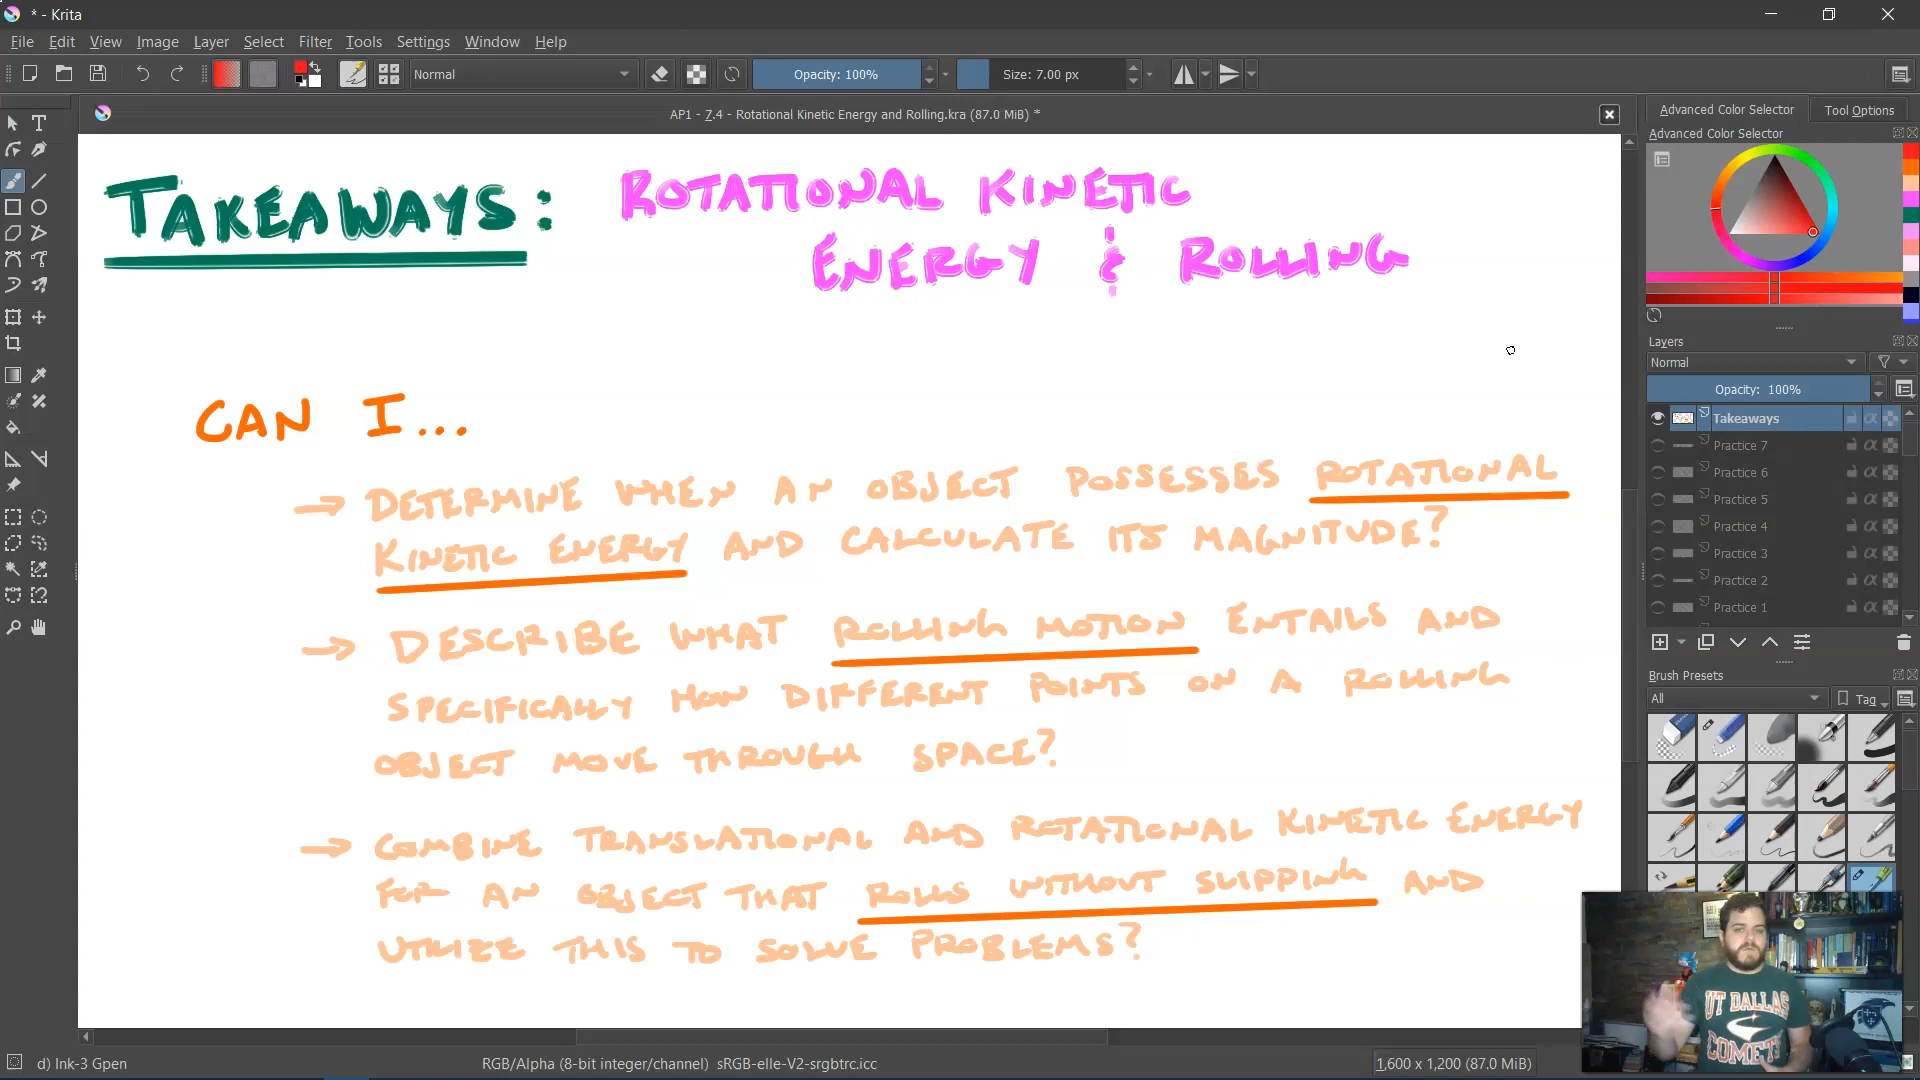 * - Krita
File Edit View Image Layer Select Filter Tools Settings Window Help
Normal Opacity: 100% Size: 7.00 px
AP1 - 7.4 - Rotational Kinetic Energy and Rolling.kra (87.0 MiB) *
Advanced Color Selector Tool Options
Advanced Color Selector
TAKEAWAYS: ROTATIONAL KINETIC
ENERGY & ROLLING
CAN I...
→ DETERMINE WHEN AN OBJECT POSSESSES ROTATIONAL
KINETIC ENERGY AND CALCULATE ITS MAGNITUDE?
→ DESCRIBE WHAT ROLLING MOTION ENTAILS AND
SPECIFICALLY HOW DIFFERENT POINTS ON A ROLLING
OBJECT MOVE THROUGH SPACE?
→ COMBINE TRANSLATIONAL AND ROTATIONAL KINETIC ENERGY
FOR AN OBJECT THAT ROLLS WITHOUT SLIPPING AND
UTILIZE THIS TO SOLVE PROBLEMS?
Layers
Normal
Opacity: 100%
Takeaways
Practice 7
Practice 6
Practice 5
Practice 4
Practice 3
Practice 2
Practice 1
Brush Presets
All Tag
UT DALLAS
COMETS
d) Ink-3 Gpen
RGB/Alpha (8-bit integer/channel) sRGB-elle-V2-srgbtrc.icc
1,600 x 1,200 (87.0 MiB)